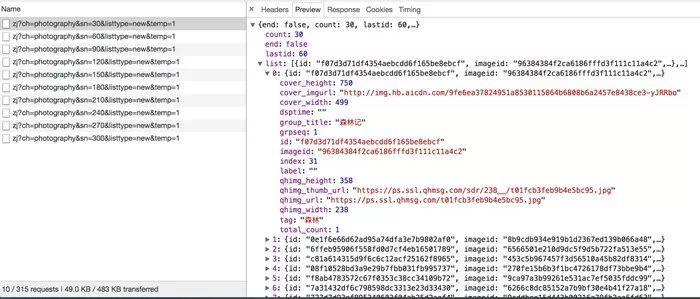 Name
zj?ch=photography&sn=30&listtype=new&temp=1
zj?ch=photography&sn=60&listtype=new&temp=1
zj?ch=photography&sn=90&listtype=new&temp=1
zj?ch=photography&sn=120&listtype=new&temp=1
zj?ch=photography&sn=150&listtype=new&temp=1
zj?ch=photography&sn=180&listtype=new&temp=1
zj?ch=photography&sn=210&listtype=new&temp=1
zj?ch=photography&sn=240&listtype=new&temp=1
zj?ch=photography&sn=270&listtype=new&temp=1
zj?ch=photography&sn=300&listtype=new&temp=1
10 / 315 requests | 49.0 KB / 483 KB transferred
× Headers Preview Response Cookies Timing
▼{end: false, count: 30, lastid: 60,…}
count: 30
end: false
lastid: 60
▼list: [{id: "f07d3d71df4354aebcdd6f165be8ebcf", imageid: "96384384f2ca6186fffd3f111c11a4c2",…},…]
▼0: {id: "f07d3d71df4354aebcdd6f165be8ebcf", imageid: "96384384f2ca6186fffd3f111c11a4c2",…}
cover_height: 750
cover_imgurl: "http://img.hb.aicdn.com/9fe6ea37824951a8530115864b6808b6a2457e8438ce3-yJRRbo"
cover_width: 499
dsptime: ""
group_title: "森林记"
grpseq: 1
id: "f07d3d71df4354aebcdd6f165be8ebcf"
imageid: "96384384f2ca6186fffd3f111c11a4c2"
index: 31
label: ""
qhimg_height: 358
qhimg_thumb_url: "https://ps.ssl.qhmsg.com/sdr/238__/t01fcb3feb9b4e5bc95.jpg"
qhimg_url: "https://ps.ssl.qhmsg.com/t01fcb3feb9b4e5bc95.jpg"
qhimg_width: 238
tag: "森林"
total_count: 1
▶1: {id: "0e1f6e66d2ad95a74dfa3e7b9802af0", imageid: "8b9cdb934e919b1d2367ed139b066a48",…}
▶2: {id: "6ffeb95906f558fd0d7cf4eb16501789", imageid: "6566501e210d9dc5f9d5b722fa513e55",…
▶3: {id: "c81a614315d9f6c6c12acf25162f8965", imageid: "453c5b967457f3d56510a45b82df8314",…
▶4: {id: "08f10528bd3a9e29b7fbb031fb995737", imageid: "270fe15b6b3f1bc4726178df73bbe9b4",…
▶5: {id: "f8ab4783572c67f0353c38cc34109b72", imageid: "9ca97a3b99261e531ac7ef5035fddc99",…
▶6: {id: "7a31432df6c798598dc3313e23d33430", imageid: "6266c8dc85152a7b9bf30e4b41f27a18",…